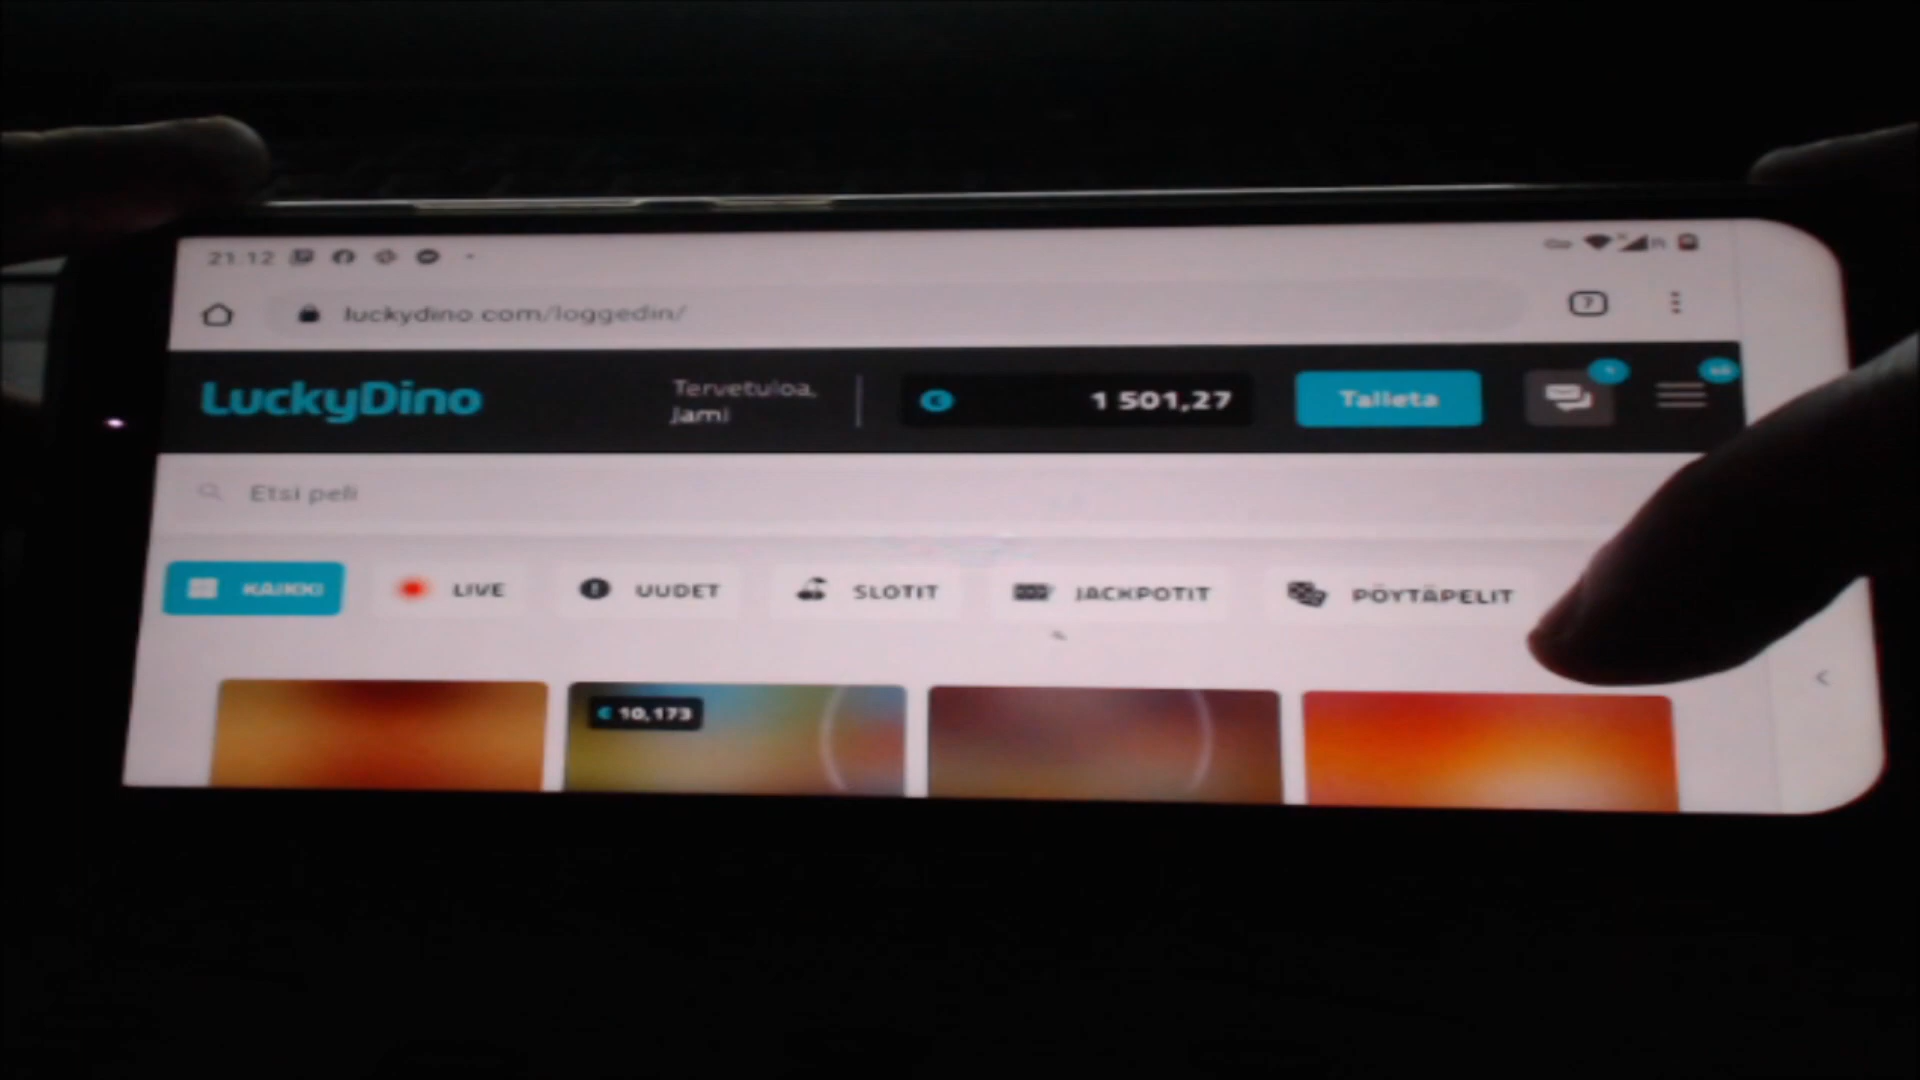 21:12
luckydino.com/loggedin/
7
LuckyDino
Tervetuloa,
Jami
€ 1 501,27
Talleta
Etsi peli
KAIKKI
LIVE
UUDET
SLOTIT
JACKPOTIT
PÖYTÄPELIT
€ 10,173